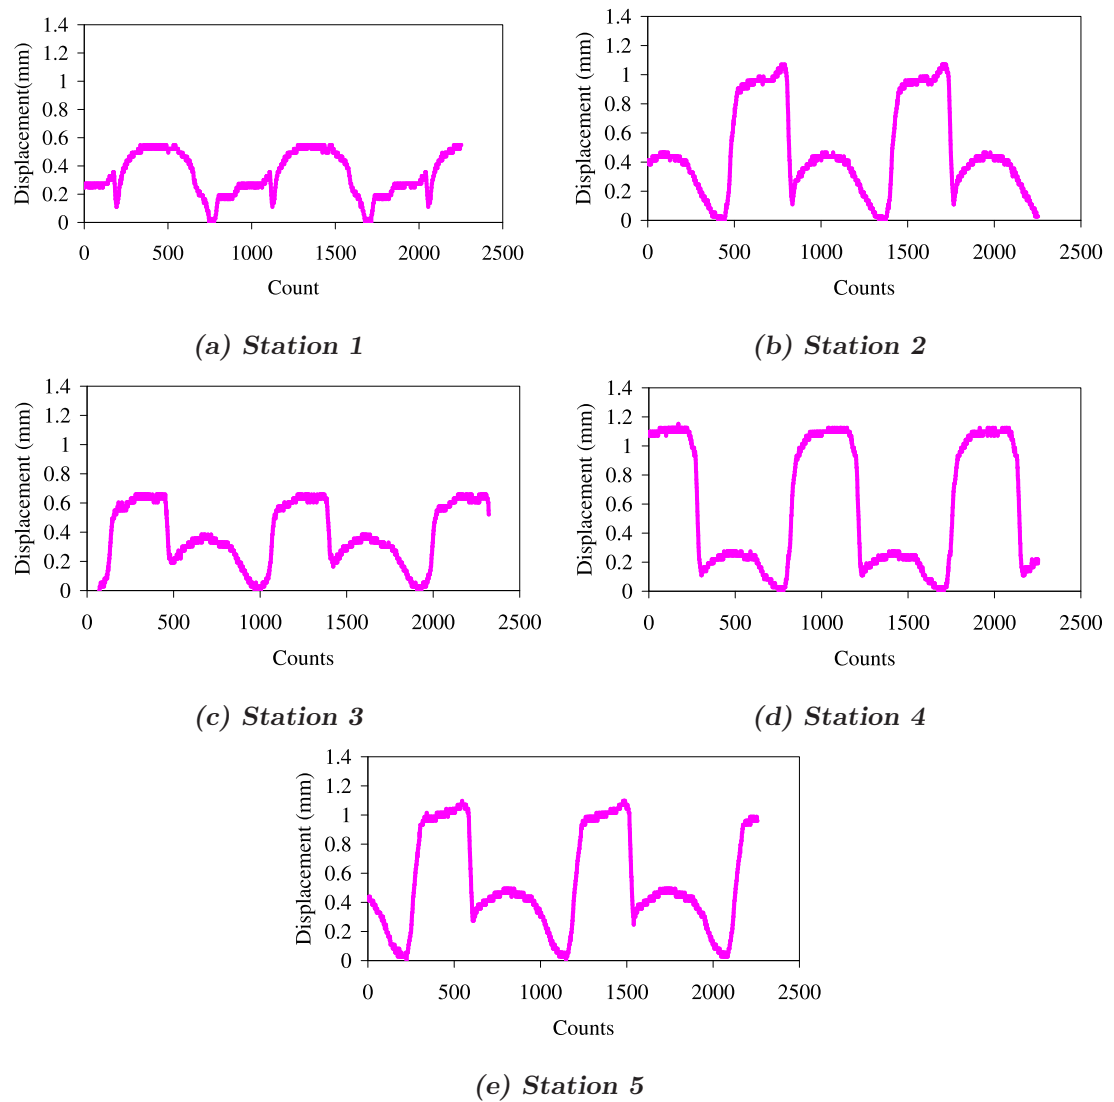 1.4
1.2
1
0.8
0.6
0.4
0.2
0
Displacement(mm)
0 500 1000 1500 2000 2500
Count
(a) Station 1
1.4
1.2
1
0.8
0.6
0.4
0.2
0
Displacement (mm)
0 500 1000 1500 2000 2500
Counts
(b) Station 2
1.4
1.2
1
0.8
0.6
0.4
0.2
0
Displacement (mm)
0 500 1000 1500 2000 2500
Counts
(c) Station 3
1.4
1.2
1
0.8
0.6
0.4
0.2
0
Displacement (mm)
0 500 1000 1500 2000 2500
Counts
(d) Station 4
1.4
1.2
1
0.8
0.6
0.4
0.2
0
Displacement (mm)
0 500 1000 1500 2000 2500
Counts
(e) Station 5